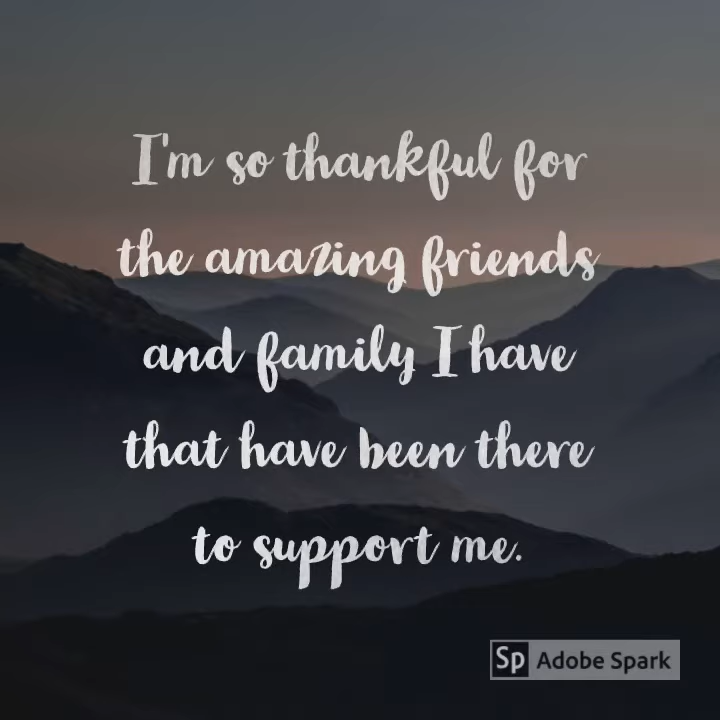 I'm so thankful for
the amazing friends
and family I have
that have been there
to support me.
Sp Adobe Spark